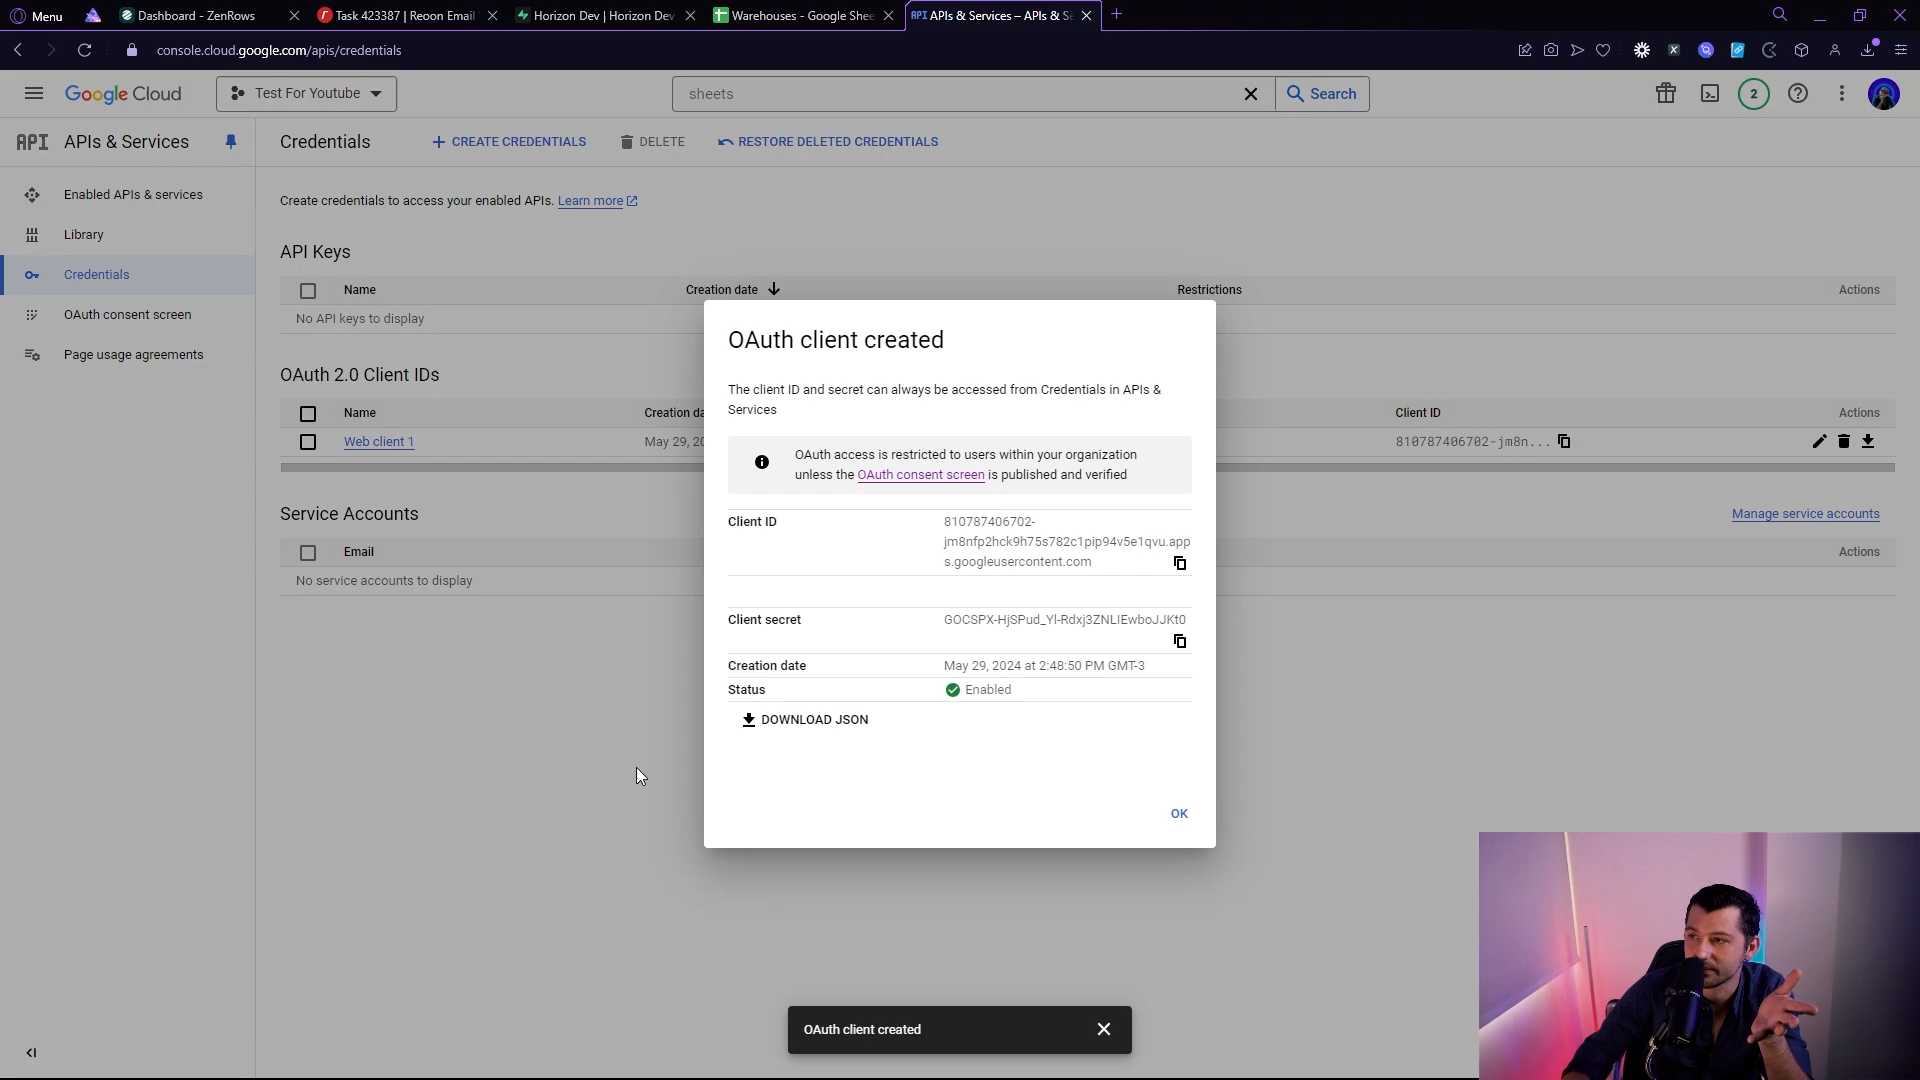 Menu
Dashboard - ZenRows
Task 423387 | Reoon Email
Horizon Dev | Horizon Dev
Warehouses - Google Shee
API APIs & Services – APIs & Se
console.cloud.google.com/apis/credentials
Google Cloud
Test For Youtube
sheets
Search
2
API APIs & Services
Credentials
CREATE CREDENTIALS
DELETE
RESTORE DELETED CREDENTIALS
Enabled APIs & services
Library
Credentials
OAuth consent screen
Page usage agreements
Create credentials to access your enabled APIs. Learn more
API Keys
Name
Creation date
Restrictions
Actions
No API keys to display
OAuth 2.0 Client IDs
Name
Creation da
Client ID
Actions
Web client 1
May 29, 20
810787406702-jm8n...
Service Accounts
Manage service accounts
Email
Actions
No service accounts to display
OAuth client created
The client ID and secret can always be accessed from Credentials in APIs &
Services
OAuth access is restricted to users within your organization
unless the OAuth consent screen is published and verified
Client ID
810787406702-
jm8nfp2hck9h75s782c1pip94v5e1qvu.app
s.googleusercontent.com
Client secret
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
Creation date
May 29, 2024 at 2:48:50 PM GMT-3
Status
Enabled
DOWNLOAD JSON
OK
OAuth client created